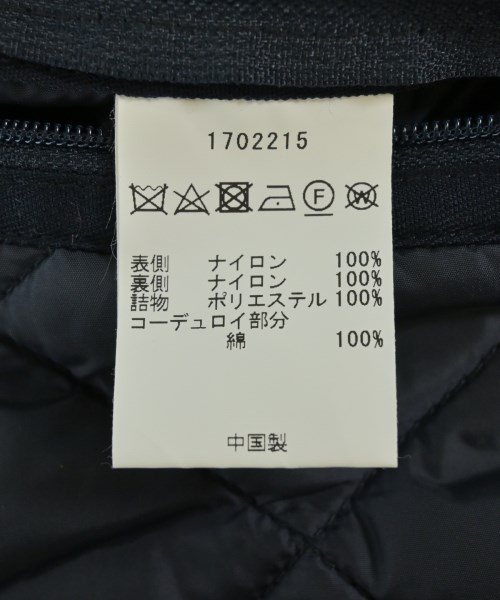 1702215
F W
表側 ナイロン 100%
裏側 ナイロン 100%
詰物 ポリエステル 100%
コーデュロイ部分
綿 100%
中国製